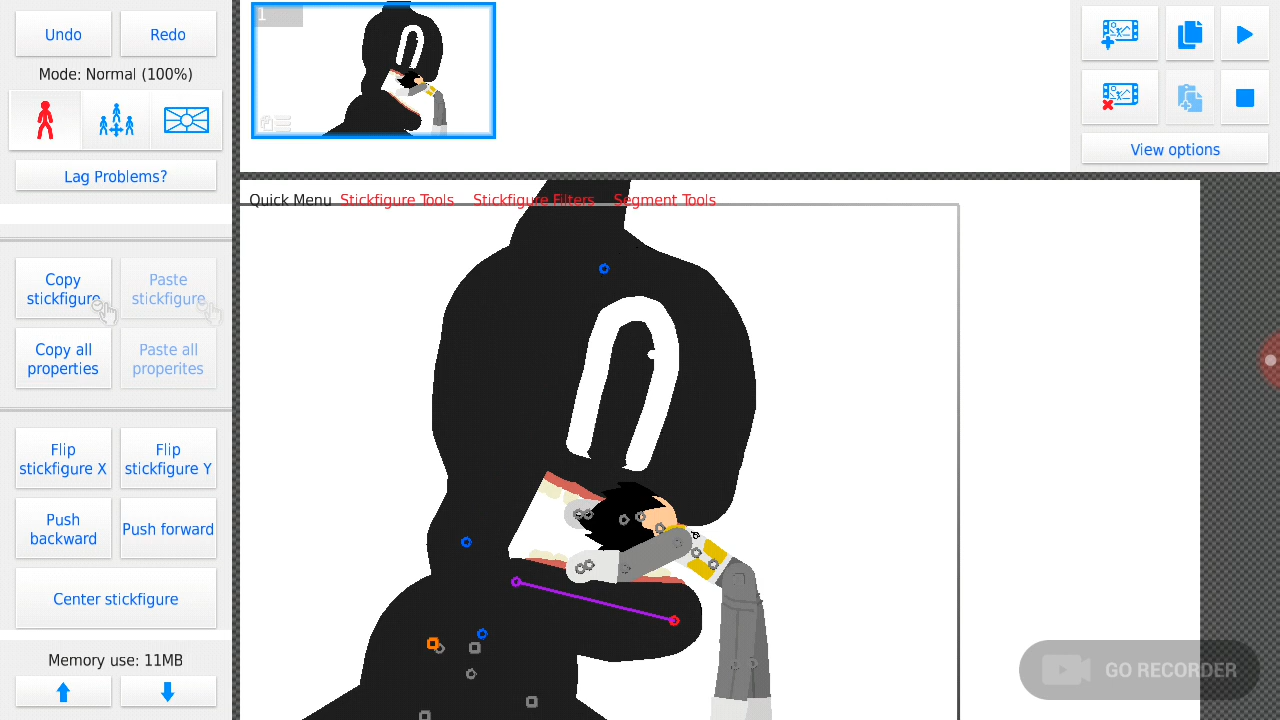 Undo
Redo
1
Mode: Normal (100%)
View options
Lag Problems?
Quick Menu Stickfigure Tools Stickfigure Filters Segment Tools
Copy stickfigure
Paste stickfigure
Copy all properties
Paste all properites
Flip stickfigure X
Flip stickfigure Y
Push backward
Push forward
Center stickfigure
Memory use: 11MB
GO RECORDER